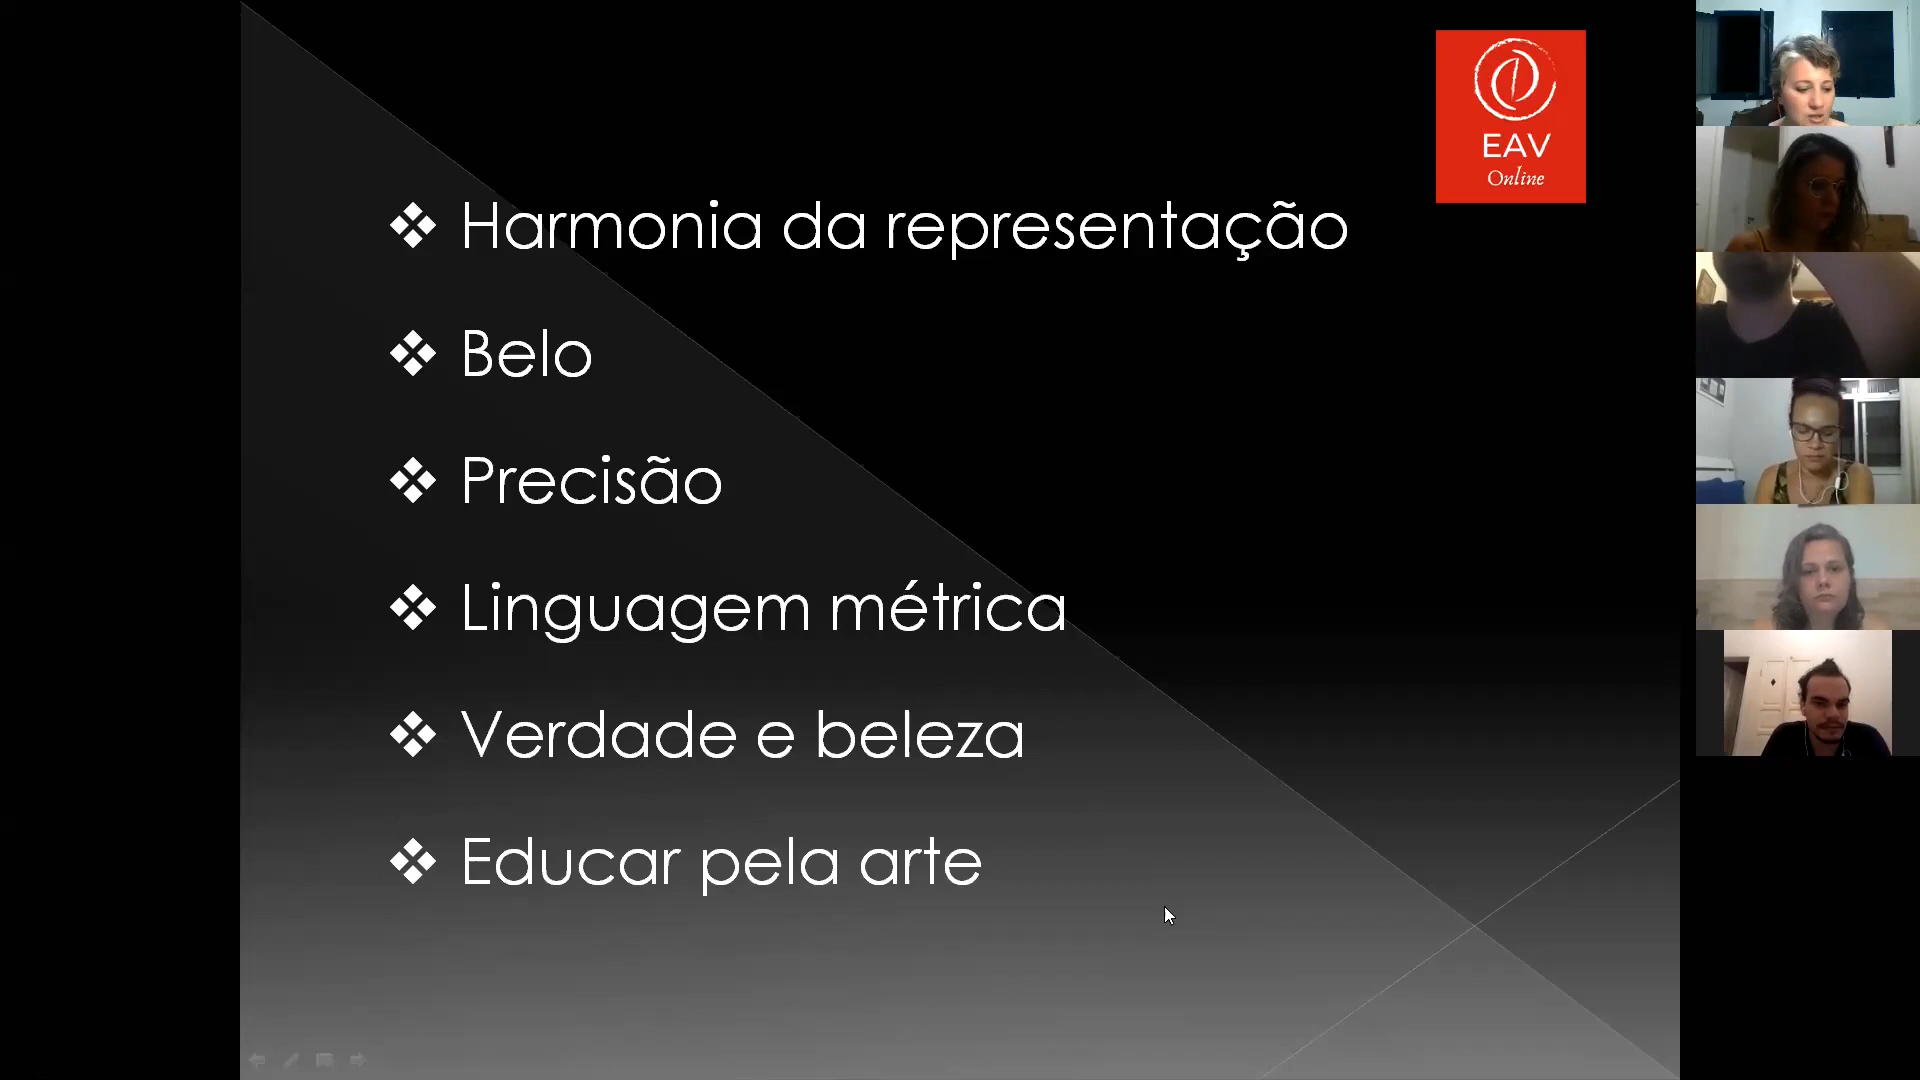 EAV
Online
Harmonia da representação
Belo
Precisão
Linguagem métrica
Verdade e beleza
Educar pela arte